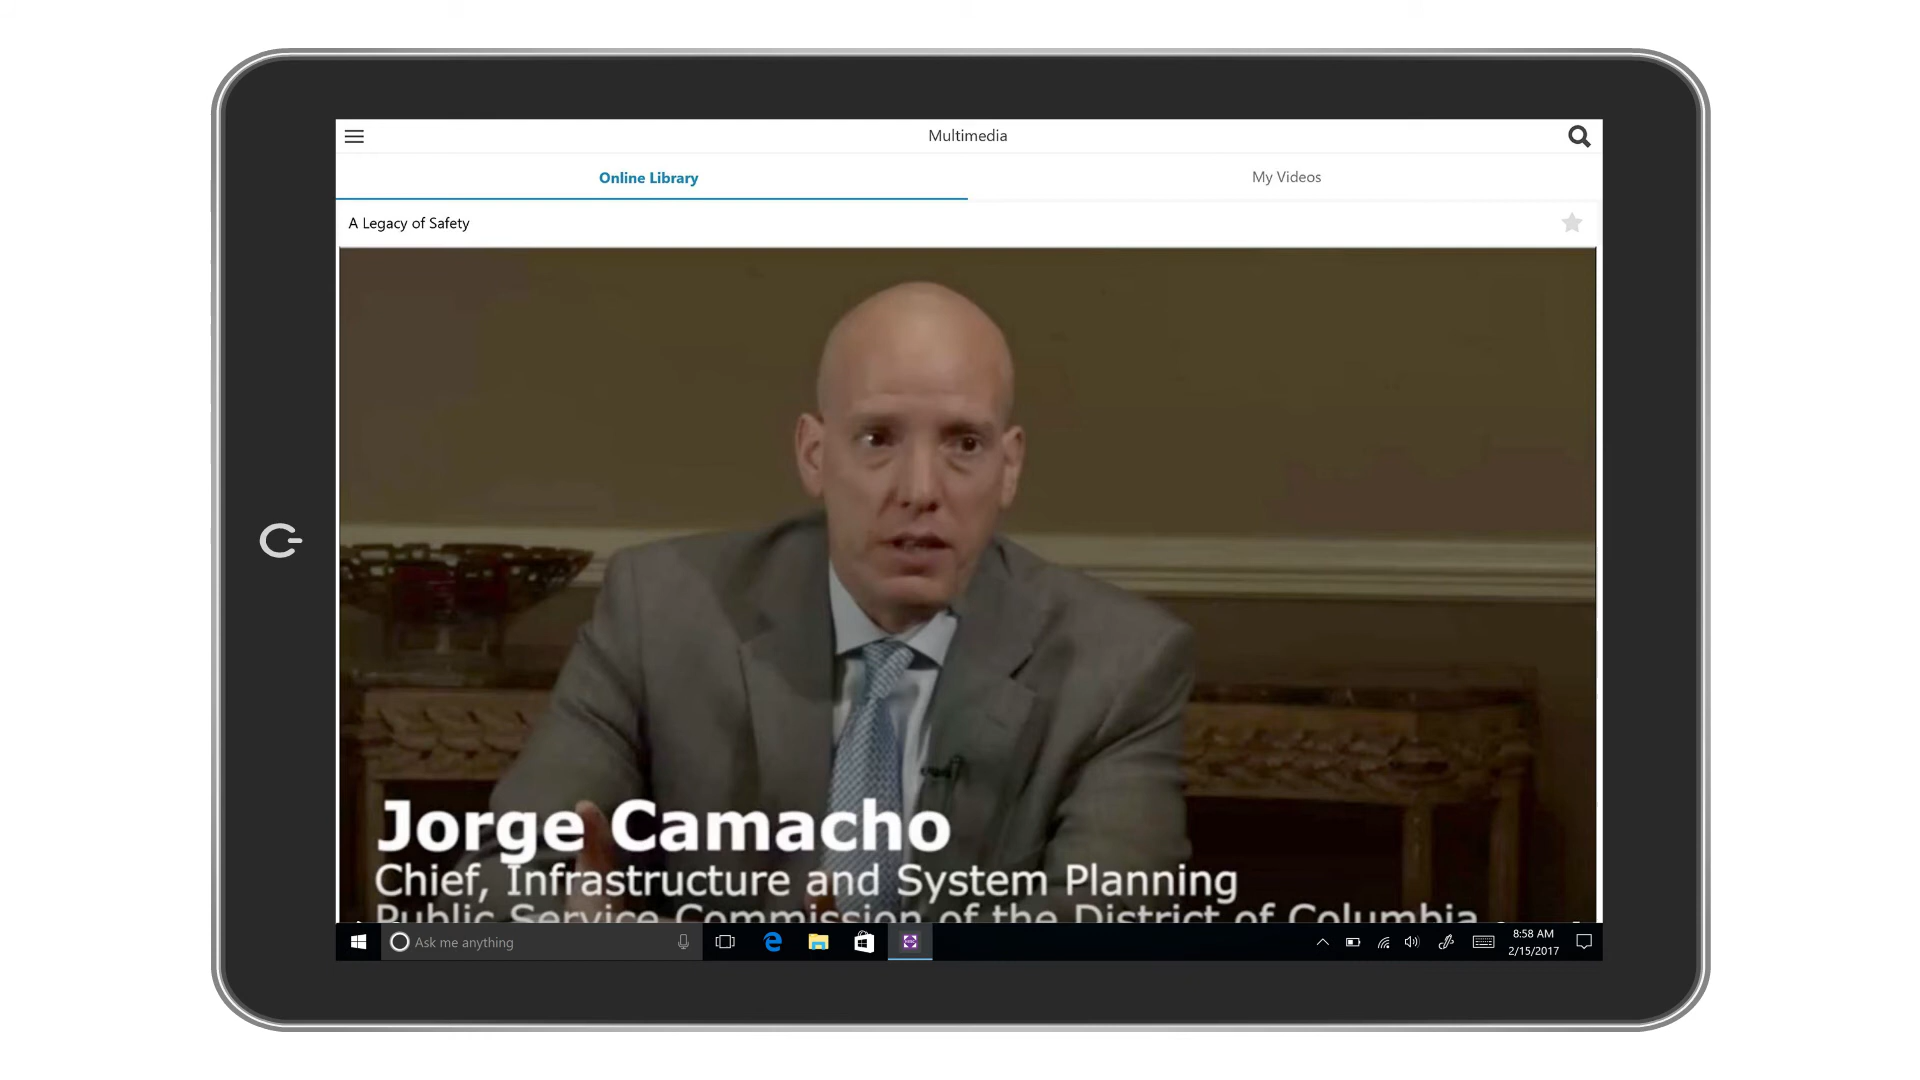 Multimedia
Online Library
My Videos
A Legacy of Safety
Jorge Camacho
Chief, Infrastructure and System Planning
Public Service Commission of the District of Columbia
Ask me anything
8:58 AM
2/15/2017